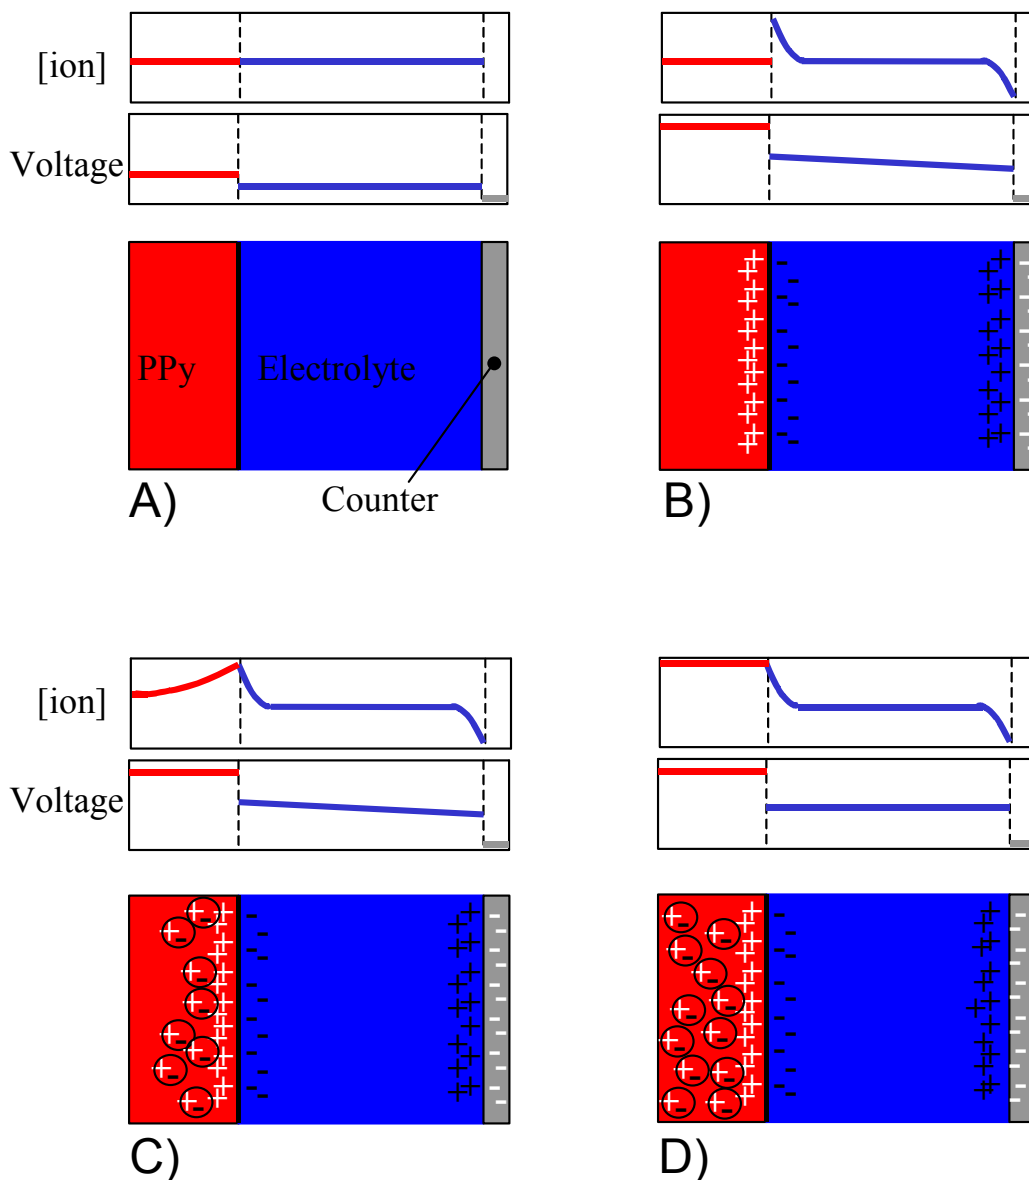 [ion]
Voltage
PPy
Electrolyte
Counter
A)
B)
[ion]
Voltage
C)
D)